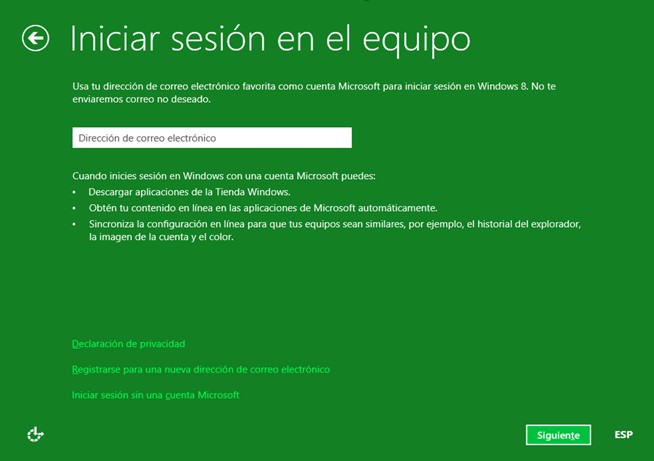 Iniciar sesión en el equipo
Usa tu dirección de correo electrónico favorita como cuenta Microsoft para iniciar sesión en Windows 8. No te
enviaremos correo no deseado.
Dirección de correo electrónico
Cuando inicies sesión en Windows con una cuenta Microsoft puedes:
• Descargar aplicaciones de la Tienda Windows.
• Obtén tu contenido en línea en las aplicaciones de Microsoft automáticamente.
• Sincroniza la configuración en línea para que tus equipos sean similares, por ejemplo, el historial del explorador,
la imagen de la cuenta y el color.
Declaración de privacidad
Registrarse para una nueva dirección de correo electrónico
Iniciar sesión sin una cuenta Microsoft
Siguiente ESP